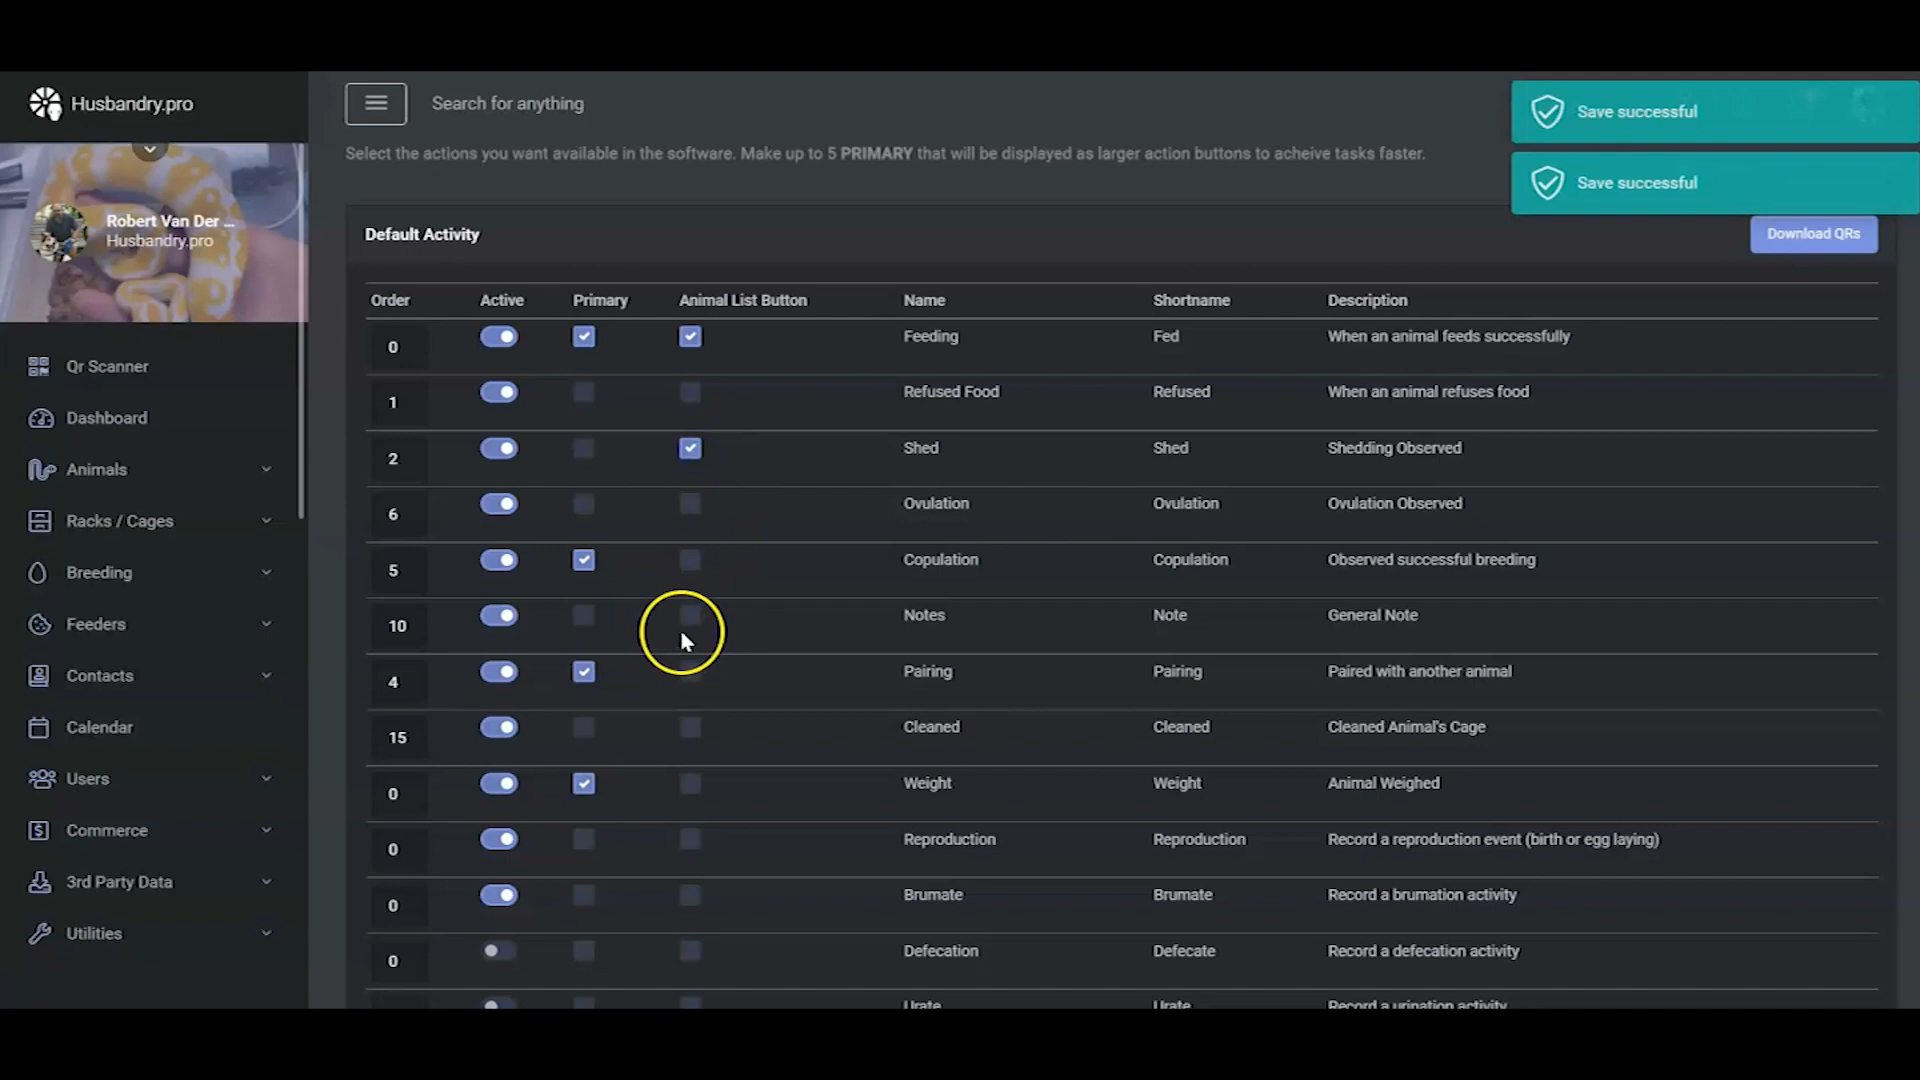 Husbandry.pro
Search for anything
Save successful
Select the actions you want available in the software. Make up to 5 PRIMARY that will be displayed as larger action buttons to acheive tasks faster.
Save successful
Robert Van Der ...
Husbandry.pro
Default Activity
Download QRs
Order Active Primary Animal List Button Name Shortname Description
0 Feeding Fed When an animal feeds successfully
1 Refused Food Refused When an animal refuses food
2 Shed Shed Shedding Observed
6 Ovulation Ovulation Ovulation Observed
5 Copulation Copulation Observed successful breeding
10 Notes Note General Note
4 Pairing Pairing Paired with another animal
15 Cleaned Cleaned Cleaned Animal's Cage
0 Weight Weight Animal Weighed
0 Reproduction Reproduction Record a reproduction event (birth or egg laying)
0 Brumate Brumate Record a brumation activity
0 Defecation Defecate Record a defecation activity
Urate Urate Record a urination activity
Qr Scanner
Dashboard
Animals
Racks / Cages
Breeding
Feeders
Contacts
Calendar
Users
Commerce
3rd Party Data
Utilities